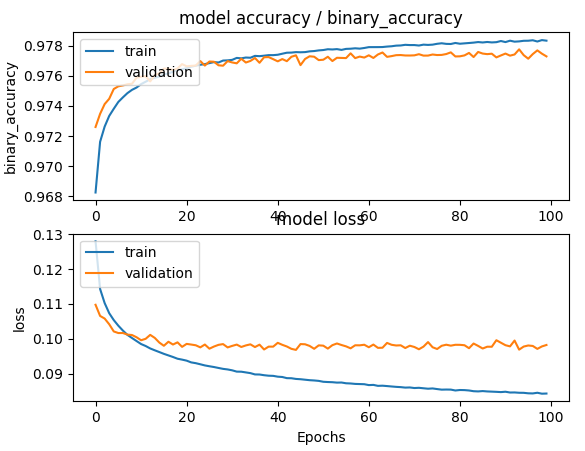 model accuracy / binary_accuracy
0.978
0.976
0.974
0.972
0.970
0.968
binary_accuracy
train
validation
0
20
40
60
80
100
model loss
0.13
0.12
0.11
0.10
0.09
loss
train
validation
0
20
40
60
80
100
Epochs